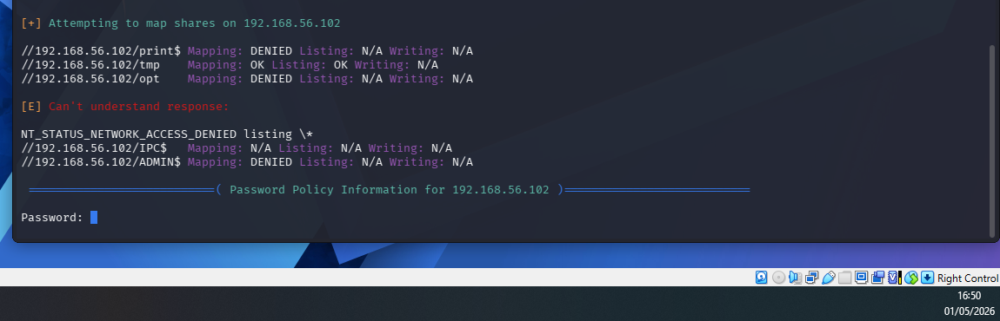 [+] Attempting to map shares on 192.168.56.102
//192.168.56.102/print$ Mapping: DENIED Listing: N/A Writing: N/A
//192.168.56.102/tmp    Mapping: OK Listing: OK Writing: N/A
//192.168.56.102/opt    Mapping: DENIED Listing: N/A Writing: N/A
[E] Can't understand response:
NT_STATUS_NETWORK_ACCESS_DENIED listing \*
//192.168.56.102/IPC$   Mapping: N/A Listing: N/A Writing: N/A
//192.168.56.102/ADMIN$ Mapping: DENIED Listing: N/A Writing: N/A
( Password Policy Information for 192.168.56.102 )
Password:
Right Control
16:50
01/05/2026